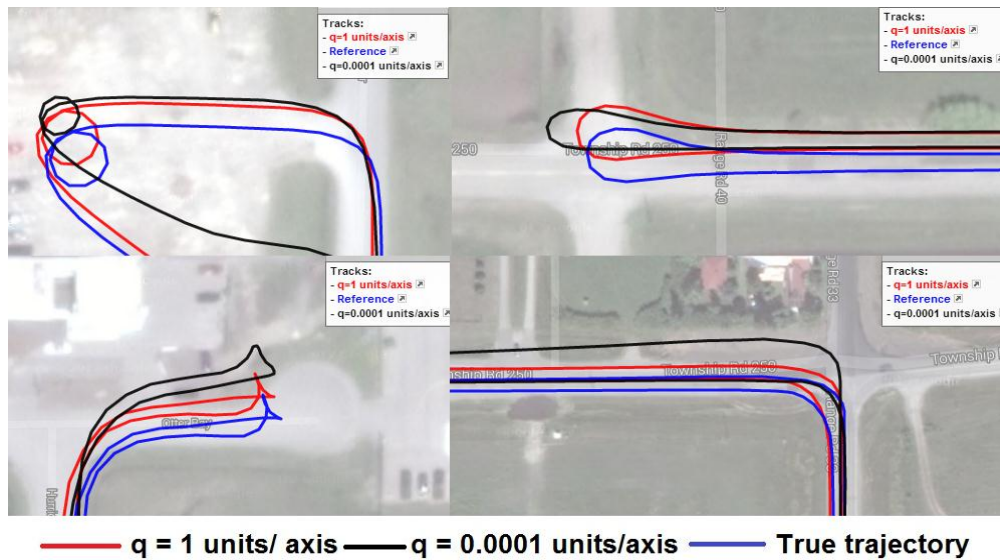 Tracks:
- q=1 units/axis
- Reference
- q=0.0001 units/axis
Tracks:
- q=1 units/axis
- Reference
- q=0.0001 units/axis
250
Township Rd 250
Range Rd 40
Tracks:
- q=1 units/axis
- Reference
- q=0.0001 units/axis
Otter Bay
Tracks:
- q=1 units/axis
- Reference
- q=0.0001 units/axis
Rd 33
Township Rd 250
Township
nship Rd 250
q = 1 units/ axis
q = 0.0001 units/axis
True trajectory